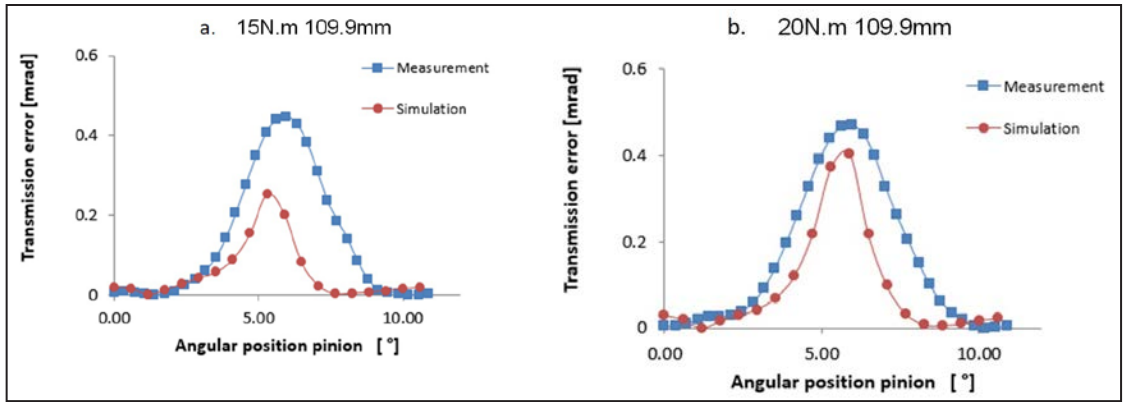 a. 15N.m 109.9mm
Transmission error [mrad]
0.6
0.4
0.2
0
Measurement
Simulation
0.00 5.00 10.00
Angular position pinion [ °]
b. 20N.m 109.9mm
Transmission error [mrad]
0.6
0.4
0.2
0
Measurement
Simulation
0.00 5.00 10.00
Angular position pinion [ °]